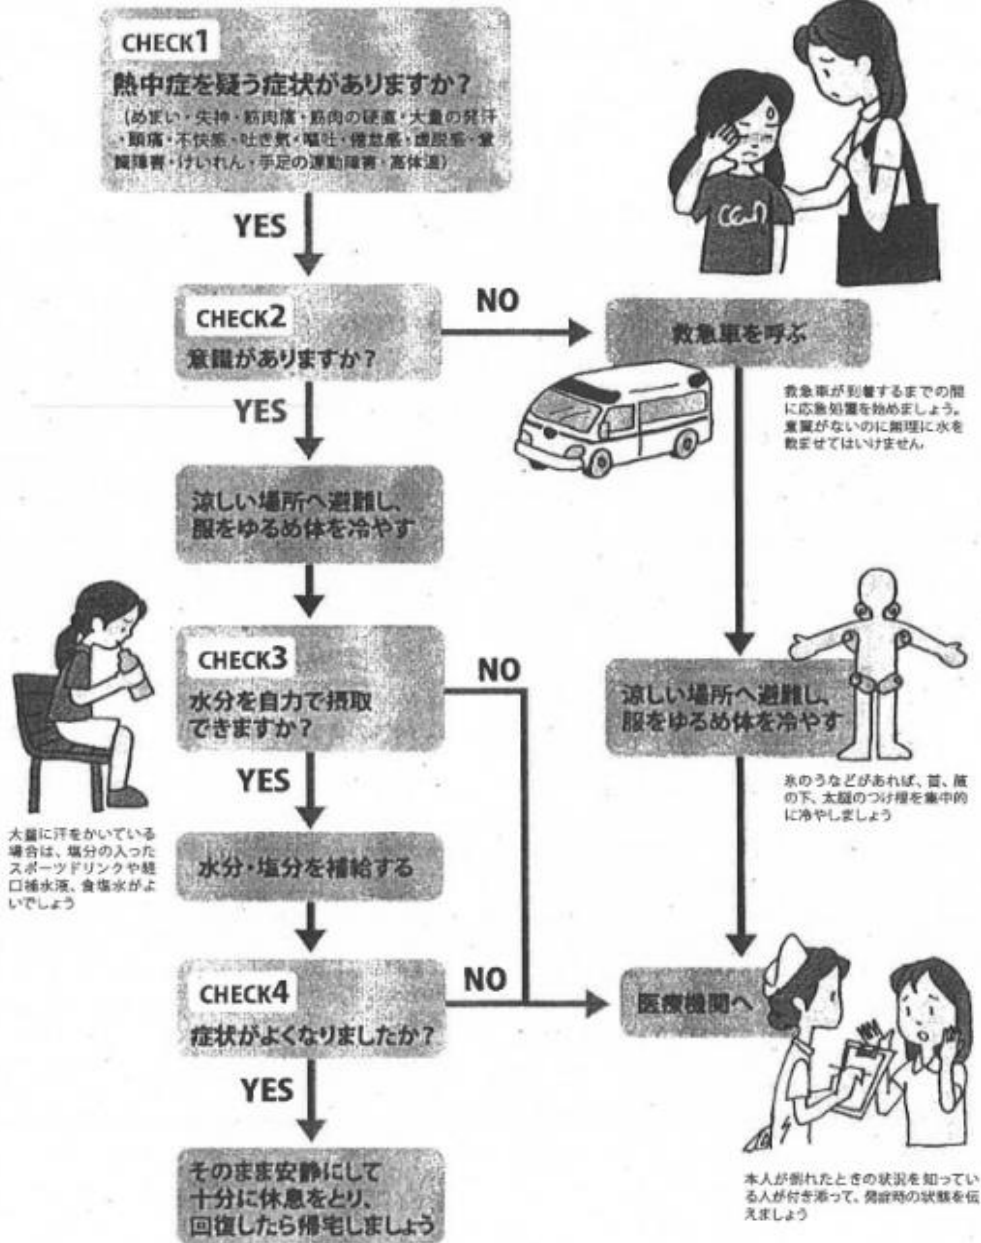 CHECK1
熱中症を疑う症状がありますか?
(めまい・失神・筋肉痛・筋肉の硬直・大量の発汗
・頭痛・不快感・吐き気・嘔吐・倦怠感・虚脱感・意
識障害・けいれん・手足の運動障害・高体温)
YES
CHECK2
意識がありますか?
NO
救急車を呼ぶ
救急車が到着するまでの間
に応急処置を始めましょう。
意識がないのに無理に水を
飲ませてはいけません
YES
涼しい場所へ避難し、
服をゆるめ体を冷やす
CHECK3
水分を自力で摂取
できますか?
NO
涼しい場所へ避難し、
服をゆるめ体を冷やす
氷のうなどがあれば、首、腋
の下、太腿のつけ根を集中的
に冷やしましょう
YES
大量に汗をかいている
場合は、塩分の入った
スポーツドリンクや経
口補水液、食塩水がよ
いでしょう
水分・塩分を補給する
CHECK4
症状がよくなりましたか?
NO
医療機関へ
YES
本人が倒れたときの状況を知ってい
る人が付き添って、発症時の状態を伝
えましょう
そのまま安静にして
十分に休息をとり、
回復したら帰宅しましょう